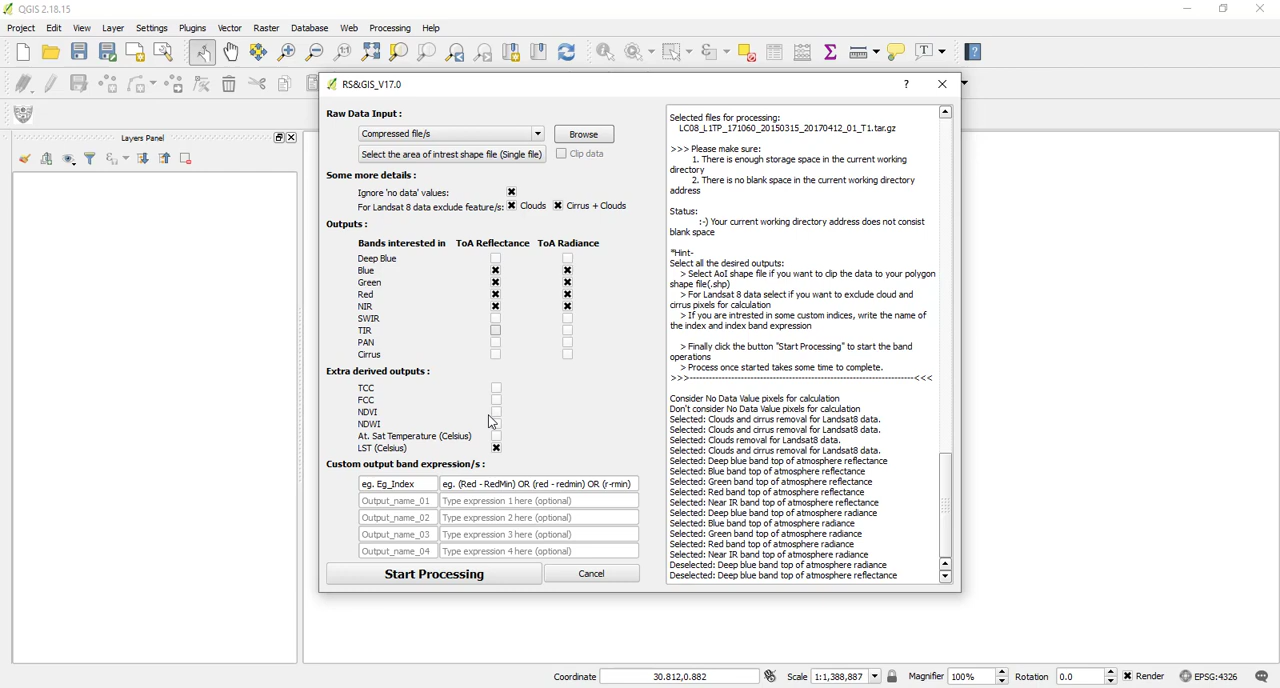 QGIS 2.18.15
Project Edit View Layer Settings Plugins Vector Raster Database Web Processing Help
Layers Panel
RS&GIS_V17.0
?
Raw Data Input :
Compressed file/s
Browse
Select the area of intrest shape file (Single file)
Clip data
Some more details :
Ignore 'no data' values:
For Landsat 8 data exclude feature/s: Clouds Cirrus + Clouds
Outputs :
Bands interested in ToA Reflectance ToA Radiance
Deep Blue
Blue
Green
Red
NIR
SWIR
TIR
PAN
Cirrus
Extra derived outputs :
TCC
FCC
NDVI
NDWI
At. Sat Temperature (Celsius)
LST (Celsius)
Custom output band expression/s :
eg. Eg_Index eg. (Red - RedMin) OR (red - redmin) OR (r-rmin)
Output_name_01 Type expression 1 here (optional)
Output_name_02 Type expression 2 here (optional)
Output_name_03 Type expression 3 here (optional)
Output_name_04 Type expression 4 here (optional)
Start Processing Cancel
Selected files for processing:
LC08_L1TP_171060_20150315_20170412_01_T1.tar.gz
>>> Please make sure:
1. There is enough storage space in the current working
directory
2. There is no blank space in the current working directory
address
Status:
:-) Your current working directory address does not consist
blank space
*Hint-
Select all the desired outputs:
> Select AoI shape file if you want to clip the data to your polygon
shape file(.shp)
> For Landsat 8 data select if you want to exclude cloud and
cirrus pixels for calculation
> If you are intrested in some custom indices, write the name of
the index and index band expression
> Finally click the button "Start Processing" to start the band
operations
> Process once started takes some time to complete.
>>>------------------------------------------------------------------<<<
Consider No Data Value pixels for calculation
Don't consider No Data Value pixels for calculation
Selected: Clouds and cirrus removal for Landsat8 data.
Selected: Clouds and cirrus removal for Landsat8 data.
Selected: Clouds removal for Landsat8 data.
Selected: Clouds and cirrus removal for Landsat8 data.
Selected: Deep blue band top of atmosphere reflectance
Selected: Blue band top of atmosphere reflectance
Selected: Green band top of atmosphere reflectance
Selected: Red band top of atmosphere reflectance
Selected: Near IR band top of atmosphere reflectance
Selected: Deep blue band top of atmosphere radiance
Selected: Blue band top of atmosphere radiance
Selected: Green band top of atmosphere radiance
Selected: Red band top of atmosphere radiance
Selected: Near IR band top of atmosphere radiance
Deselected: Deep blue band top of atmosphere radiance
Deselected: Deep blue band top of atmosphere reflectance
Coordinate 30.812,0.882 Scale 1:1,388,887 Magnifier 100% Rotation 0.0 Render EPSG:4326